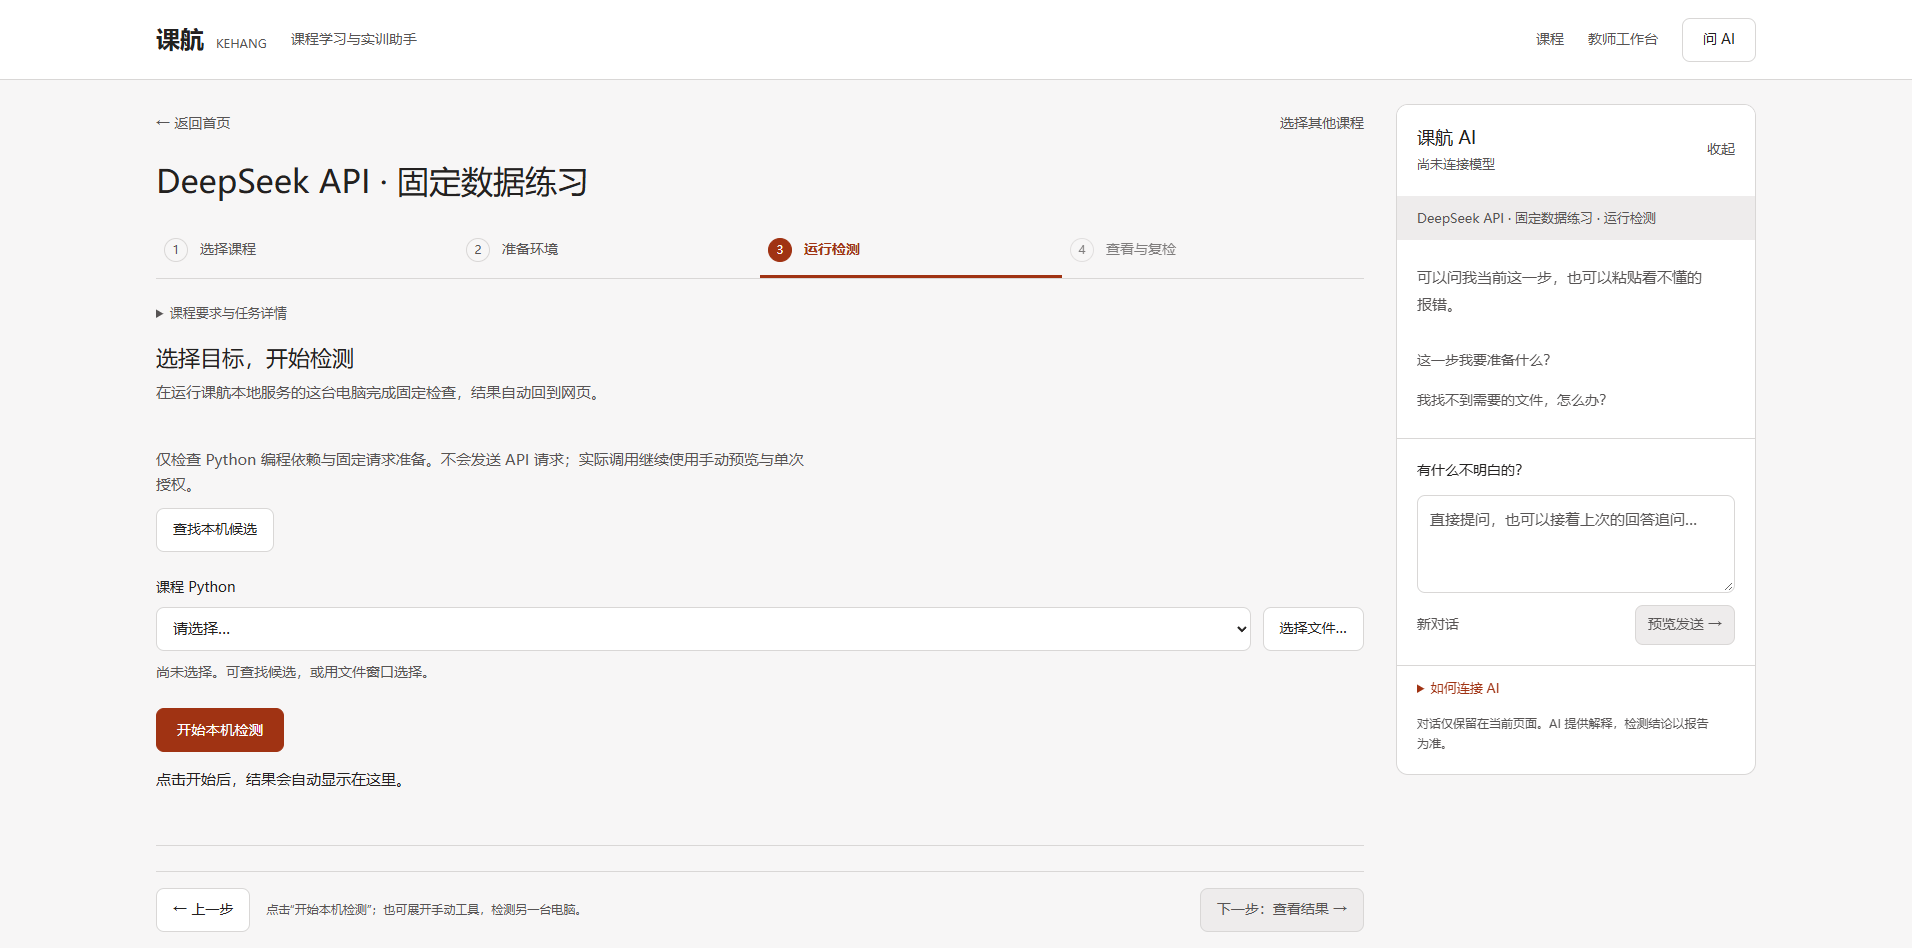 课航 KEHANG 课程学习与实训助手
课程 教师工作台 问 AI
← 返回首页
选择其他课程
DeepSeek API · 固定数据练习
1 选择课程
2 准备环境
3 运行检测
4 查看与复检
▶ 课程要求与任务详情
选择目标，开始检测
在运行课航本地服务的这台电脑完成固定检查，结果自动回到网页。
仅检查 Python 编程依赖与固定请求准备。不会发送 API 请求；实际调用继续使用手动预览与单次
授权。
查找本机候选
课程 Python
请选择...
选择文件...
尚未选择。可查找候选，或用文件窗口选择。
开始本机检测
点击开始后，结果会自动显示在这里。
← 上一步
点击“开始本机检测”；也可展开手动工具，检测另一台电脑。
下一步：查看结果 →
课航 AI
尚未连接模型
收起
DeepSeek API · 固定数据练习 · 运行检测
可以问我当前这一步，也可以粘贴看不懂的
报错。
这一步我要准备什么？
我找不到需要的文件，怎么办？
有什么不明白的？
直接提问，也可以接着上次的回答追问...
新对话
预览发送 →
▶ 如何连接 AI
对话仅保留在当前页面。AI 提供解释，检测结论以报告
为准。